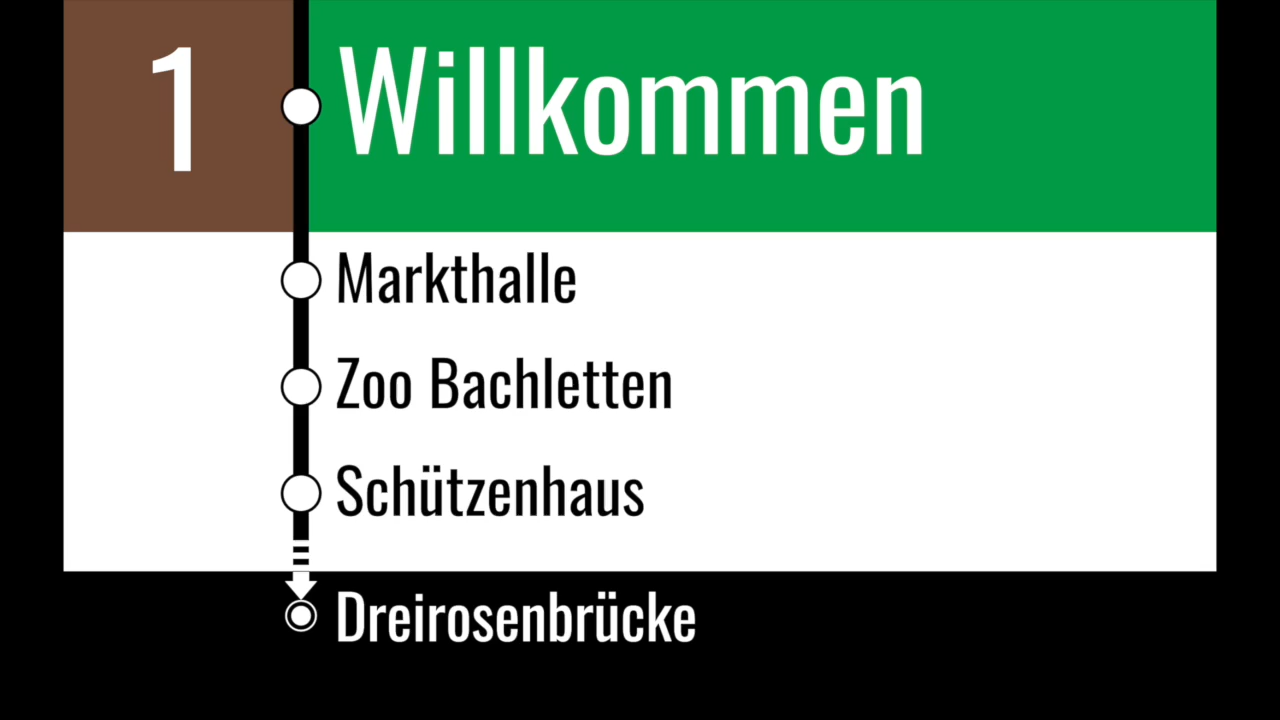 1 Willkommen
Markthalle
Zoo Bachletten
Schützenhaus
Dreirosenbrücke